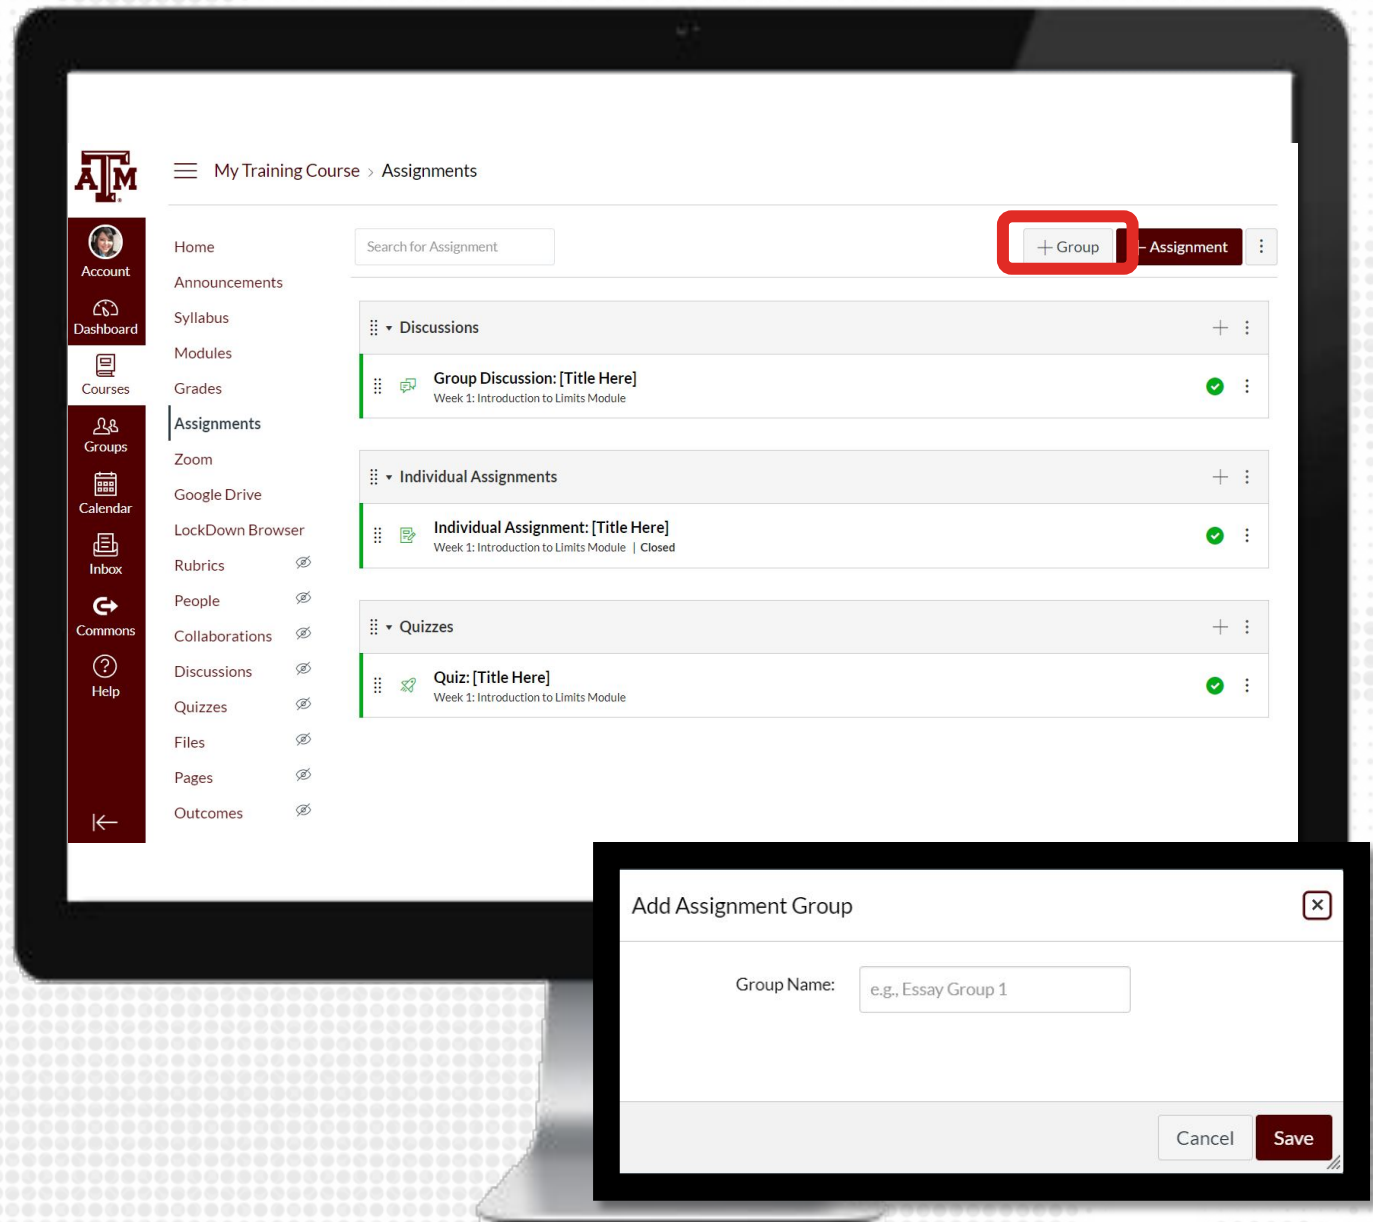 ATM
My Training Course > Assignments
Account
Dashboard
Courses
Groups
Calendar
Inbox
Commons
Help
Home
Announcements
Syllabus
Modules
Grades
Assignments
Zoom
Google Drive
LockDown Browser
Rubrics
People
Collaborations
Discussions
Quizzes
Files
Pages
Outcomes
Search for Assignment
+ Group
Assignment
Discussions
Group Discussion: [Title Here]
Week 1: Introduction to Limits Module
Individual Assignments
Individual Assignment: [Title Here]
Week 1: Introduction to Limits Module | Closed
Quizzes
Quiz: [Title Here]
Week 1: Introduction to Limits Module
Add Assignment Group
Group Name:
e.g., Essay Group 1
Cancel
Save